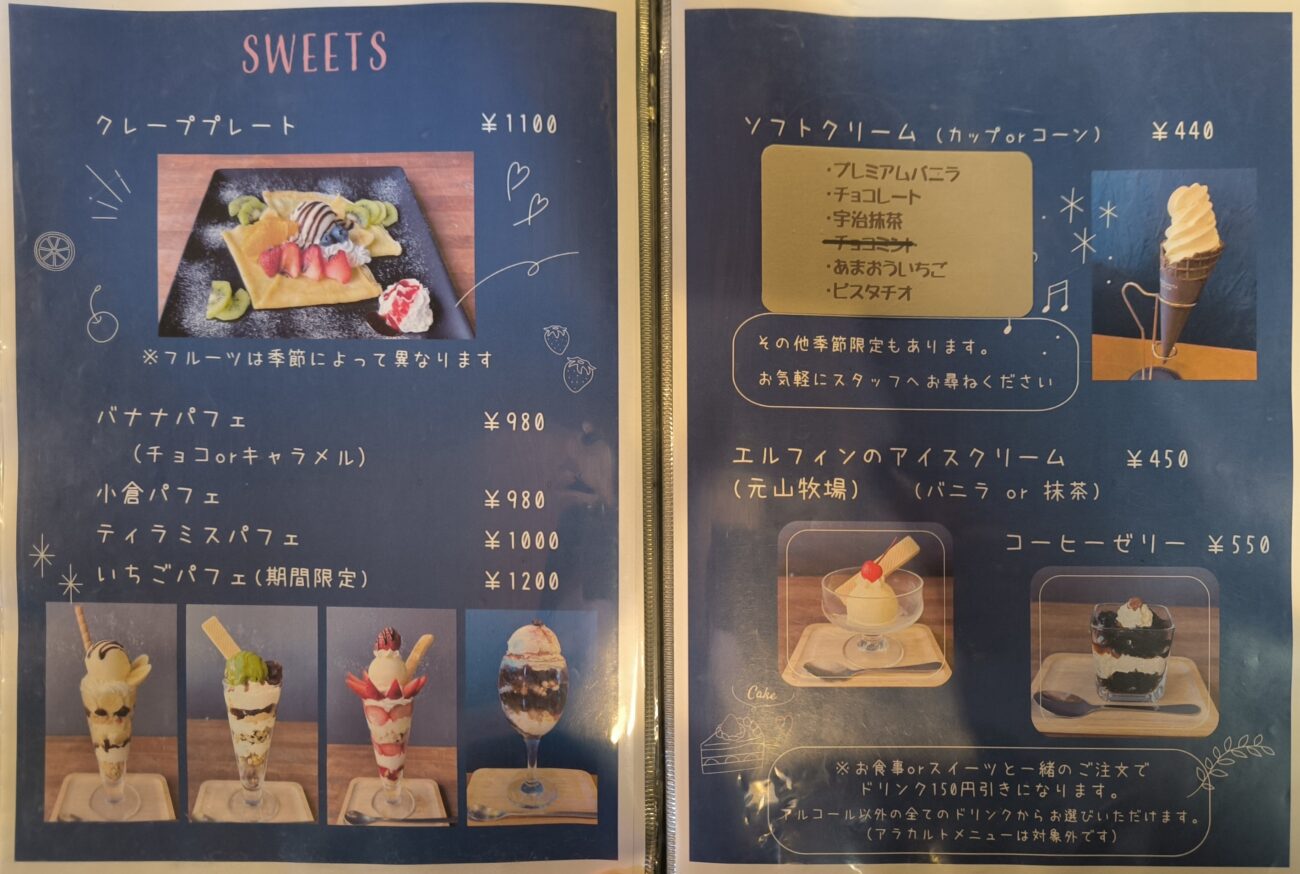 SWEETS
クレーププレート ￥1100
※フルーツは季節によって異なります
バナナパフェ ￥980
(チョコorキャラメル)
小倉パフェ ￥980
ティラミスパフェ ￥1000
いちごパフェ(期間限定) ￥1200
ソフトクリーム (カップorコーン) ￥440
・プレミアムバニラ
・チョコレート
・宇治抹茶
・チョコミント
・あまおういちご
・ピスタチオ
その他季節限定もあります。
お気軽にスタッフへお尋ねください
エルフィンのアイスクリーム ￥450
(元山牧場) (バニラ or 抹茶)
コーヒーゼリー ￥550
Cake
※お食事orスイーツと一緒のご注文で
ドリンク150円引きになります。
アルコール以外の全てのドリンクからお選びいただけます。
(アラカルトメニューは対象外です)